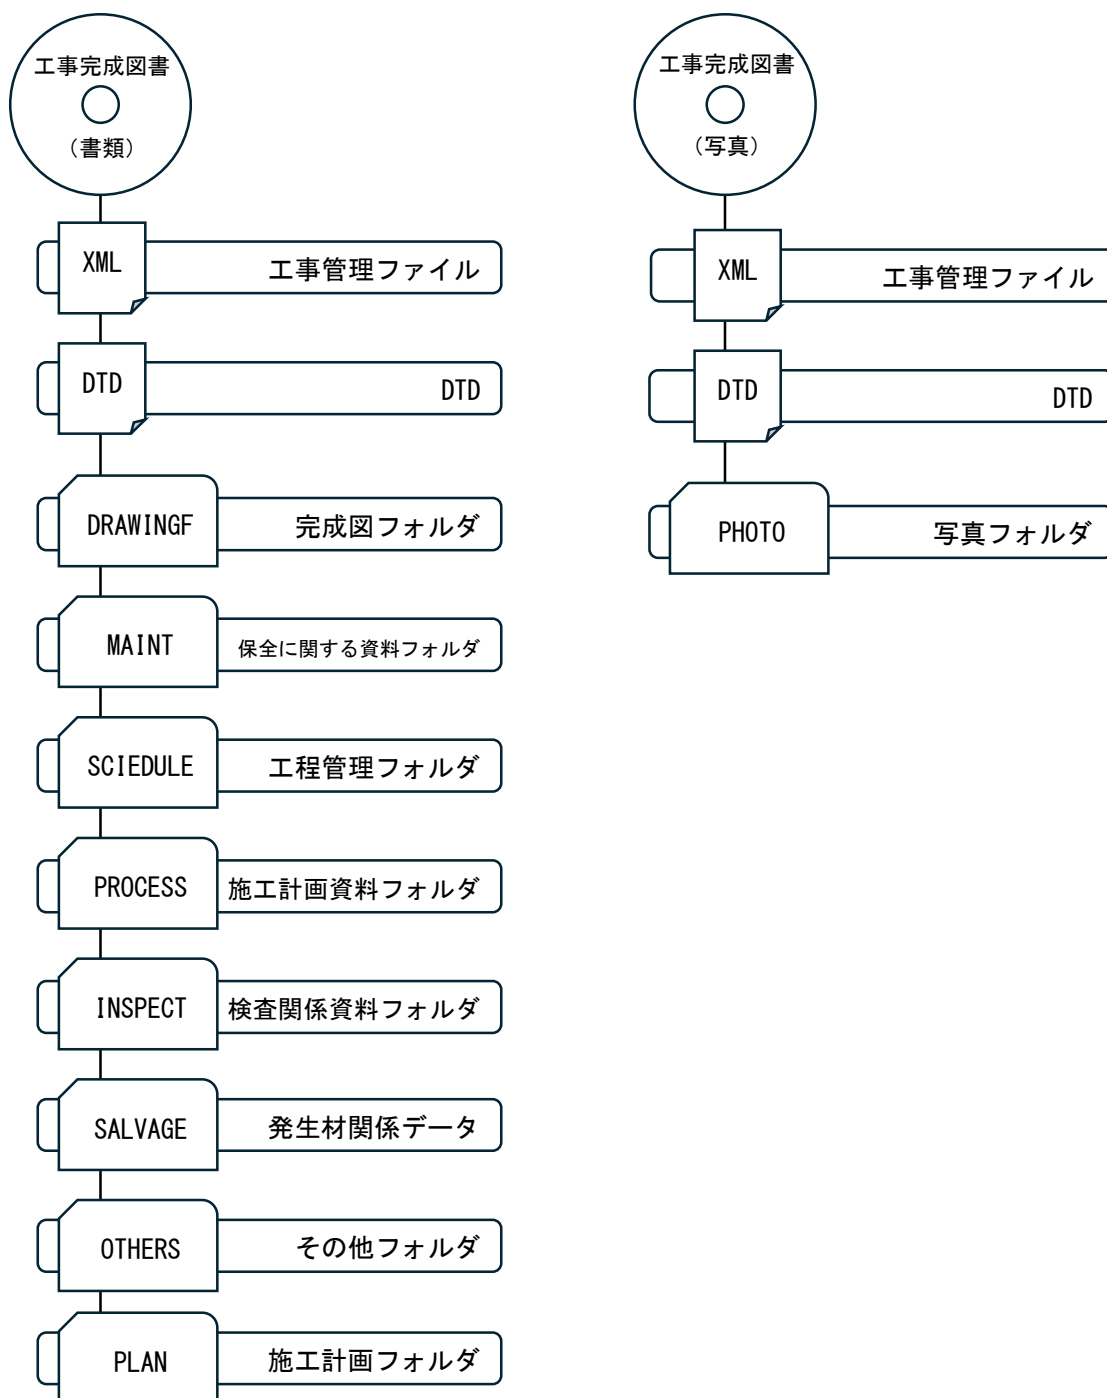 工事完成図書
（書類）
XML
工事管理ファイル
DTD
DTD
DRAWINGF
完成図フォルダ
MAINT
保全に関する資料フォルダ
SCIEDULE
工程管理フォルダ
PROCESS
施工計画資料フォルダ
INSPECT
検査関係資料フォルダ
SALVAGE
発生材関係データ
OTHERS
その他フォルダ
PLAN
施工計画フォルダ
工事完成図書
（写真）
XML
工事管理ファイル
DTD
DTD
PHOTO
写真フォルダ